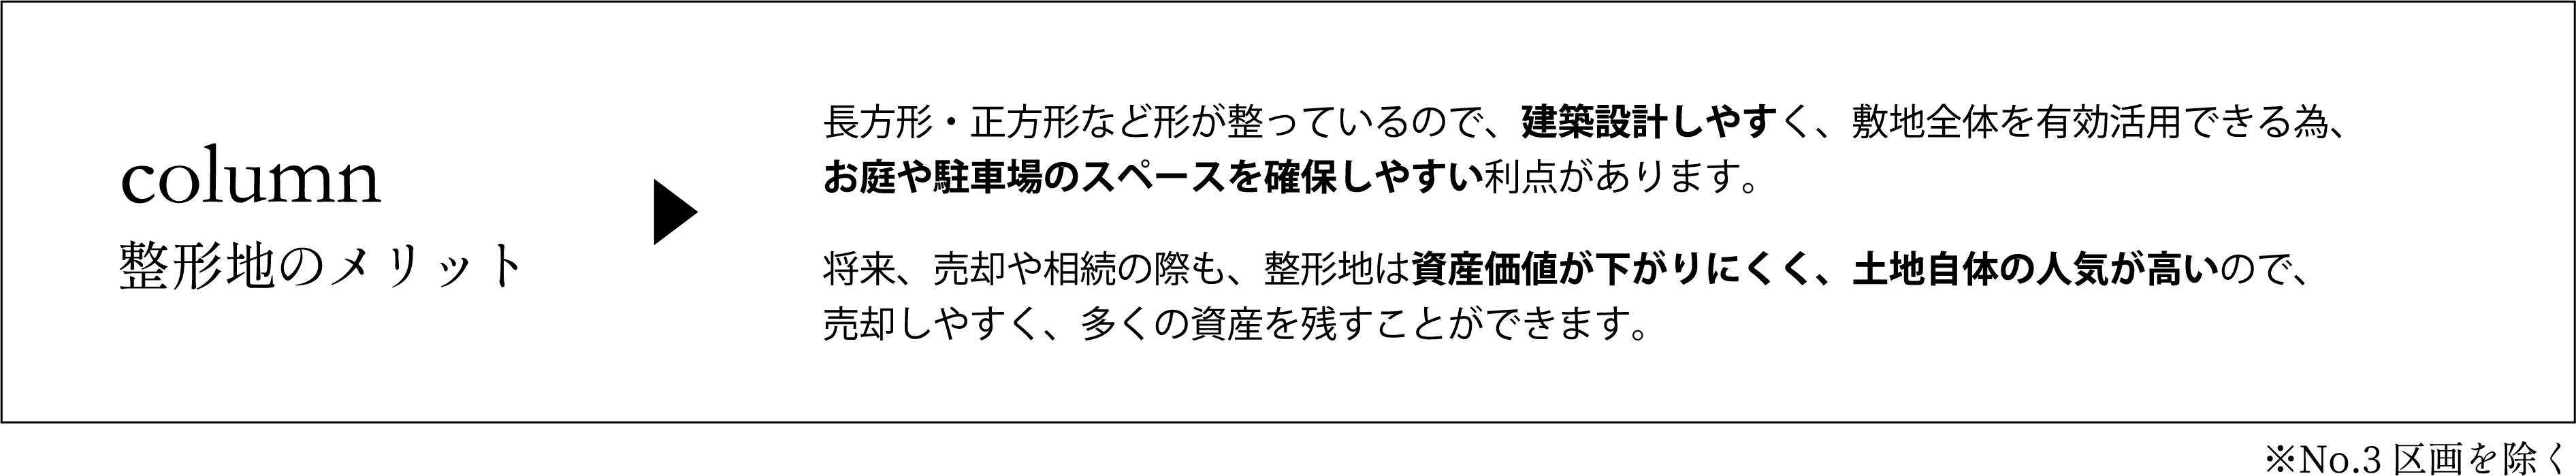 column
整形地のメリット
長方形・正方形など形が整っているので、建築設計しやすく、敷地全体を有効活用できる為、
お庭や駐車場のスペースを確保しやすい利点があります。
将来、売却や相続の際も、整形地は資産価値が下がりにくく、土地自体の人気が高いので、
売却しやすく、多くの資産を残すことができます。
※No.3 区画を除く